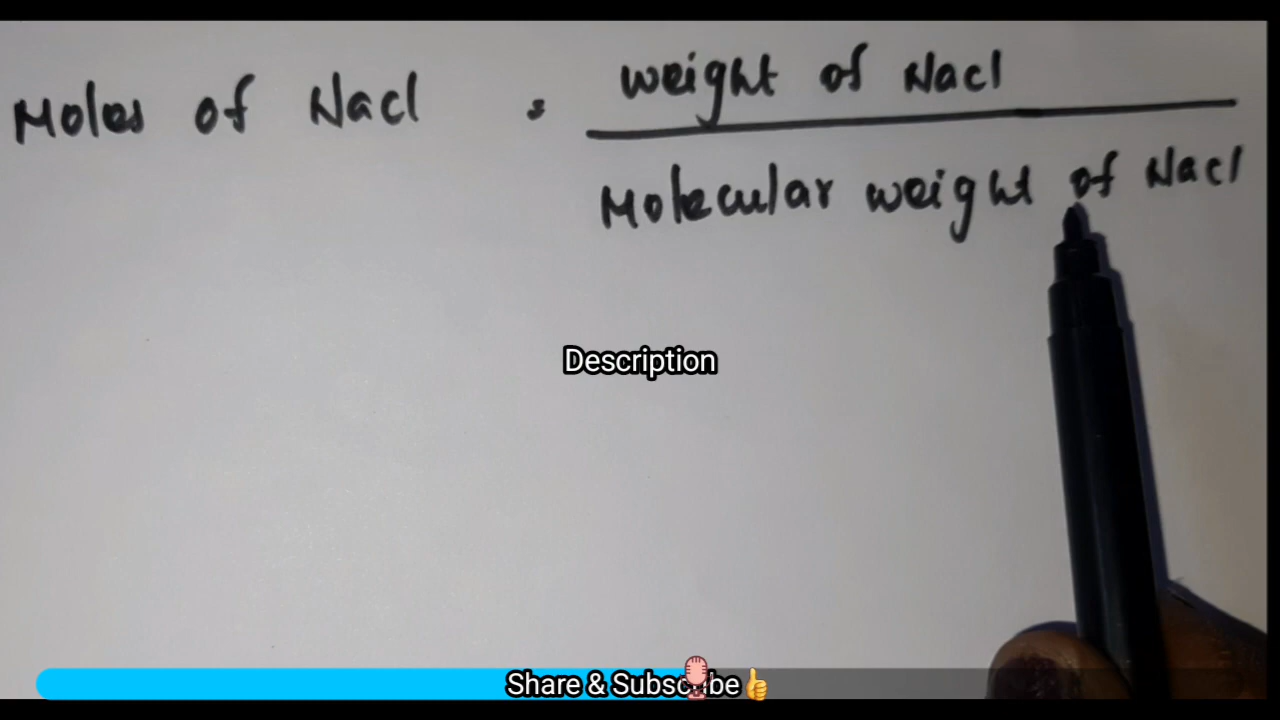 Moles of Nacl = weight of Nacl
Molecular weight of Nacl
Description
Share & Subscribe